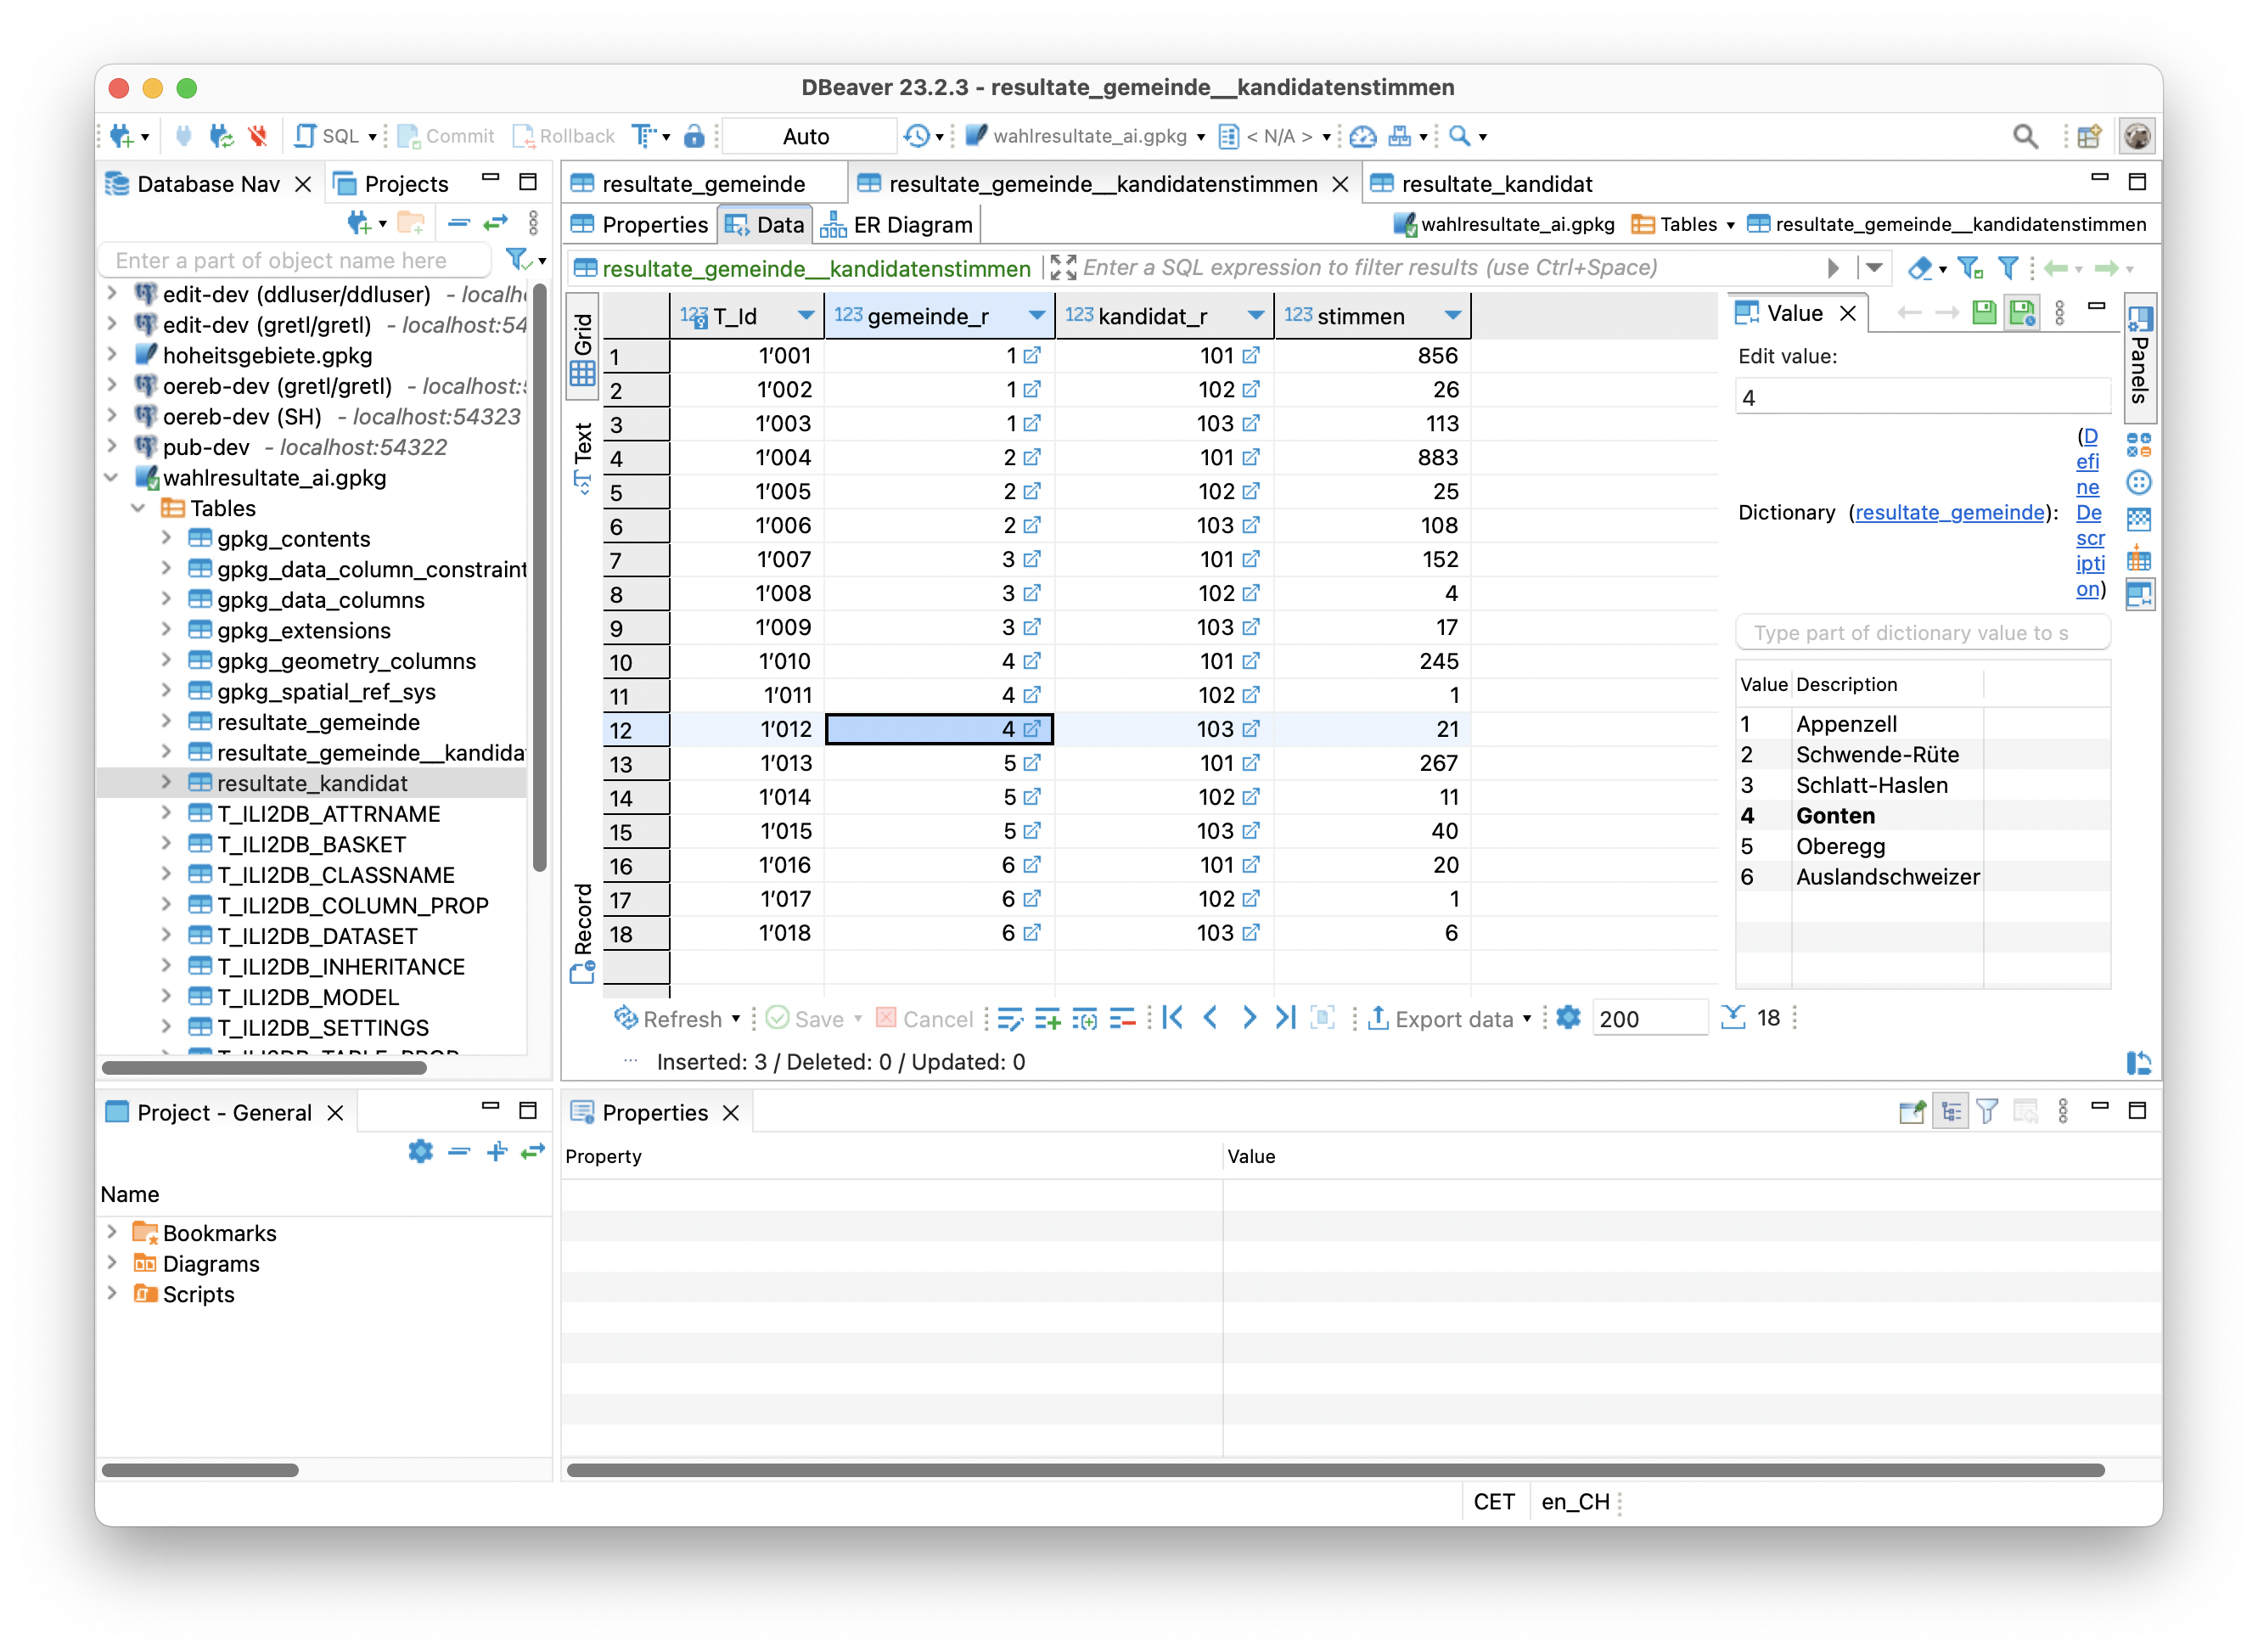 DBeaver 23.2.3 - resultate_gemeinde__kandidatenstimmen
SQL Commit Rollback Auto wahlresultate_ai.gpkg < N/A >
Database Nav Projects
Enter a part of object name here
edit-dev (ddluser/ddluser) - localh
edit-dev (gretl/gretl) - localhost:54
hoheitsgebiete.gpkg
oereb-dev (gretl/gretl) - localhost:
oereb-dev (SH) - localhost:54323
pub-dev - localhost:54322
wahlresultate_ai.gpkg
Tables
gpkg_contents
gpkg_data_column_constraint
gpkg_data_columns
gpkg_extensions
gpkg_geometry_columns
gpkg_spatial_ref_sys
resultate_gemeinde
resultate_gemeinde__kandida
resultate_kandidat
T_ILI2DB_ATTRNAME
T_ILI2DB_BASKET
T_ILI2DB_CLASSNAME
T_ILI2DB_COLUMN_PROP
T_ILI2DB_DATASET
T_ILI2DB_INHERITANCE
T_ILI2DB_MODEL
T_ILI2DB_SETTINGS
T_ILI2DB_TABLE_PROP
resultate_gemeinde resultate_gemeinde__kandidatenstimmen resultate_kandidat
Properties Data ER Diagram wahlresultate_ai.gpkg Tables resultate_gemeinde__kandidatenstimmen
resultate_gemeinde__kandidatenstimmen Enter a SQL expression to filter results (use Ctrl+Space)
Grid
Text
Record
123 T_Id 123 gemeinde_r 123 kandidat_r 123 stimmen
1 1'001 1 101 856
2 1'002 1 102 26
3 1'003 1 103 113
4 1'004 2 101 883
5 1'005 2 102 25
6 1'006 2 103 108
7 1'007 3 101 152
8 1'008 3 102 4
9 1'009 3 103 17
10 1'010 4 101 245
11 1'011 4 102 1
12 1'012 4 103 21
13 1'013 5 101 267
14 1'014 5 102 11
15 1'015 5 103 40
16 1'016 6 101 20
17 1'017 6 102 1
18 1'018 6 103 6
Value
Edit value:
4
Dictionary (resultate_gemeinde):
(D
efi
ne
De
scr
ipti
on)
Type part of dictionary value to s
Value Description
1 Appenzell
2 Schwende-Rüte
3 Schlatt-Haslen
4 Gonten
5 Oberegg
6 Auslandschweizer
Panels
Refresh Save Cancel Export data 200 18
... Inserted: 3 / Deleted: 0 / Updated: 0
Project - General
Name
Bookmarks
Diagrams
Scripts
Properties
Property Value
CET en_CH